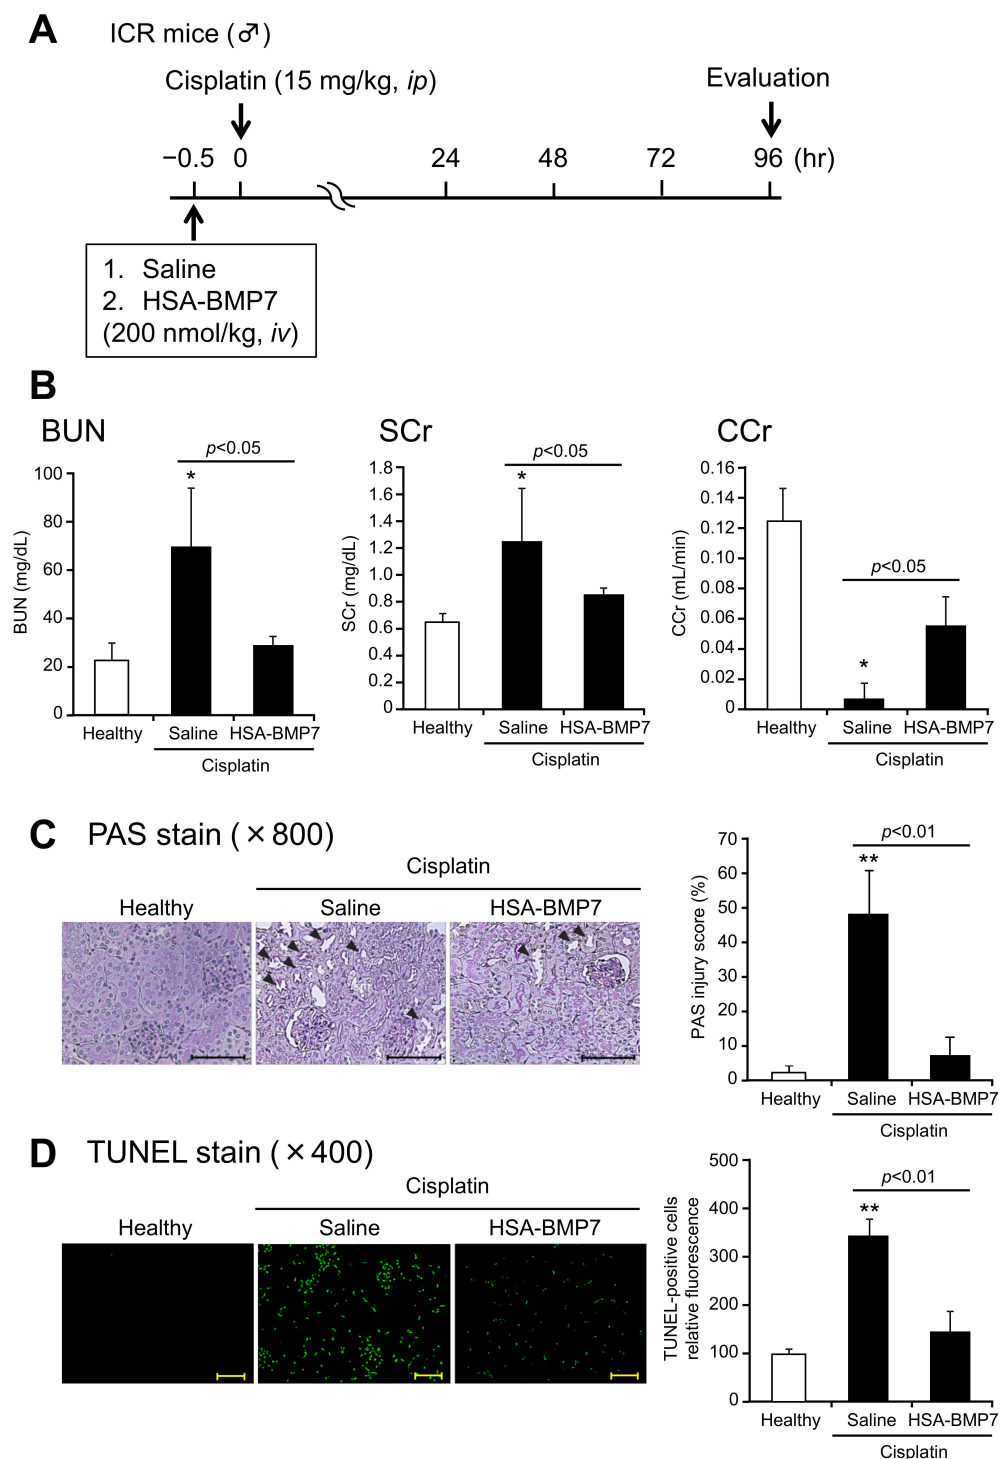 A
ICR mice (♂)
Cisplatin (15 mg/kg, ip)
Evaluation
−0.5 0 24 48 72 96 (hr)
1. Saline
2. HSA-BMP7
(200 nmol/kg, iv)
B
BUN
p<0.05
*
100
80
60
40
20
0
BUN (mg/dL)
Healthy Saline HSA-BMP7
Cisplatin
SCr
p<0.05
*
1.8
1.6
1.4
1.2
1.0
0.8
0.6
0.4
0.2
0
SCr (mg/dL)
Healthy Saline HSA-BMP7
Cisplatin
CCr
0.16
0.14
0.12
0.10
0.08
0.06
0.04
0.02
0
CCr (mL/min)
p<0.05
*
Healthy Saline HSA-BMP7
Cisplatin
C
PAS stain (×800)
Cisplatin
Healthy Saline HSA-BMP7
70
60
50
40
30
20
10
0
PAS injury score (%)
p<0.01
**
Healthy Saline HSA-BMP7
Cisplatin
D
TUNEL stain (×400)
Cisplatin
Healthy Saline HSA-BMP7
500
400
300
200
100
0
TUNEL-positive cells
relative fluorescence
p<0.01
**
Healthy Saline HSA-BMP7
Cisplatin